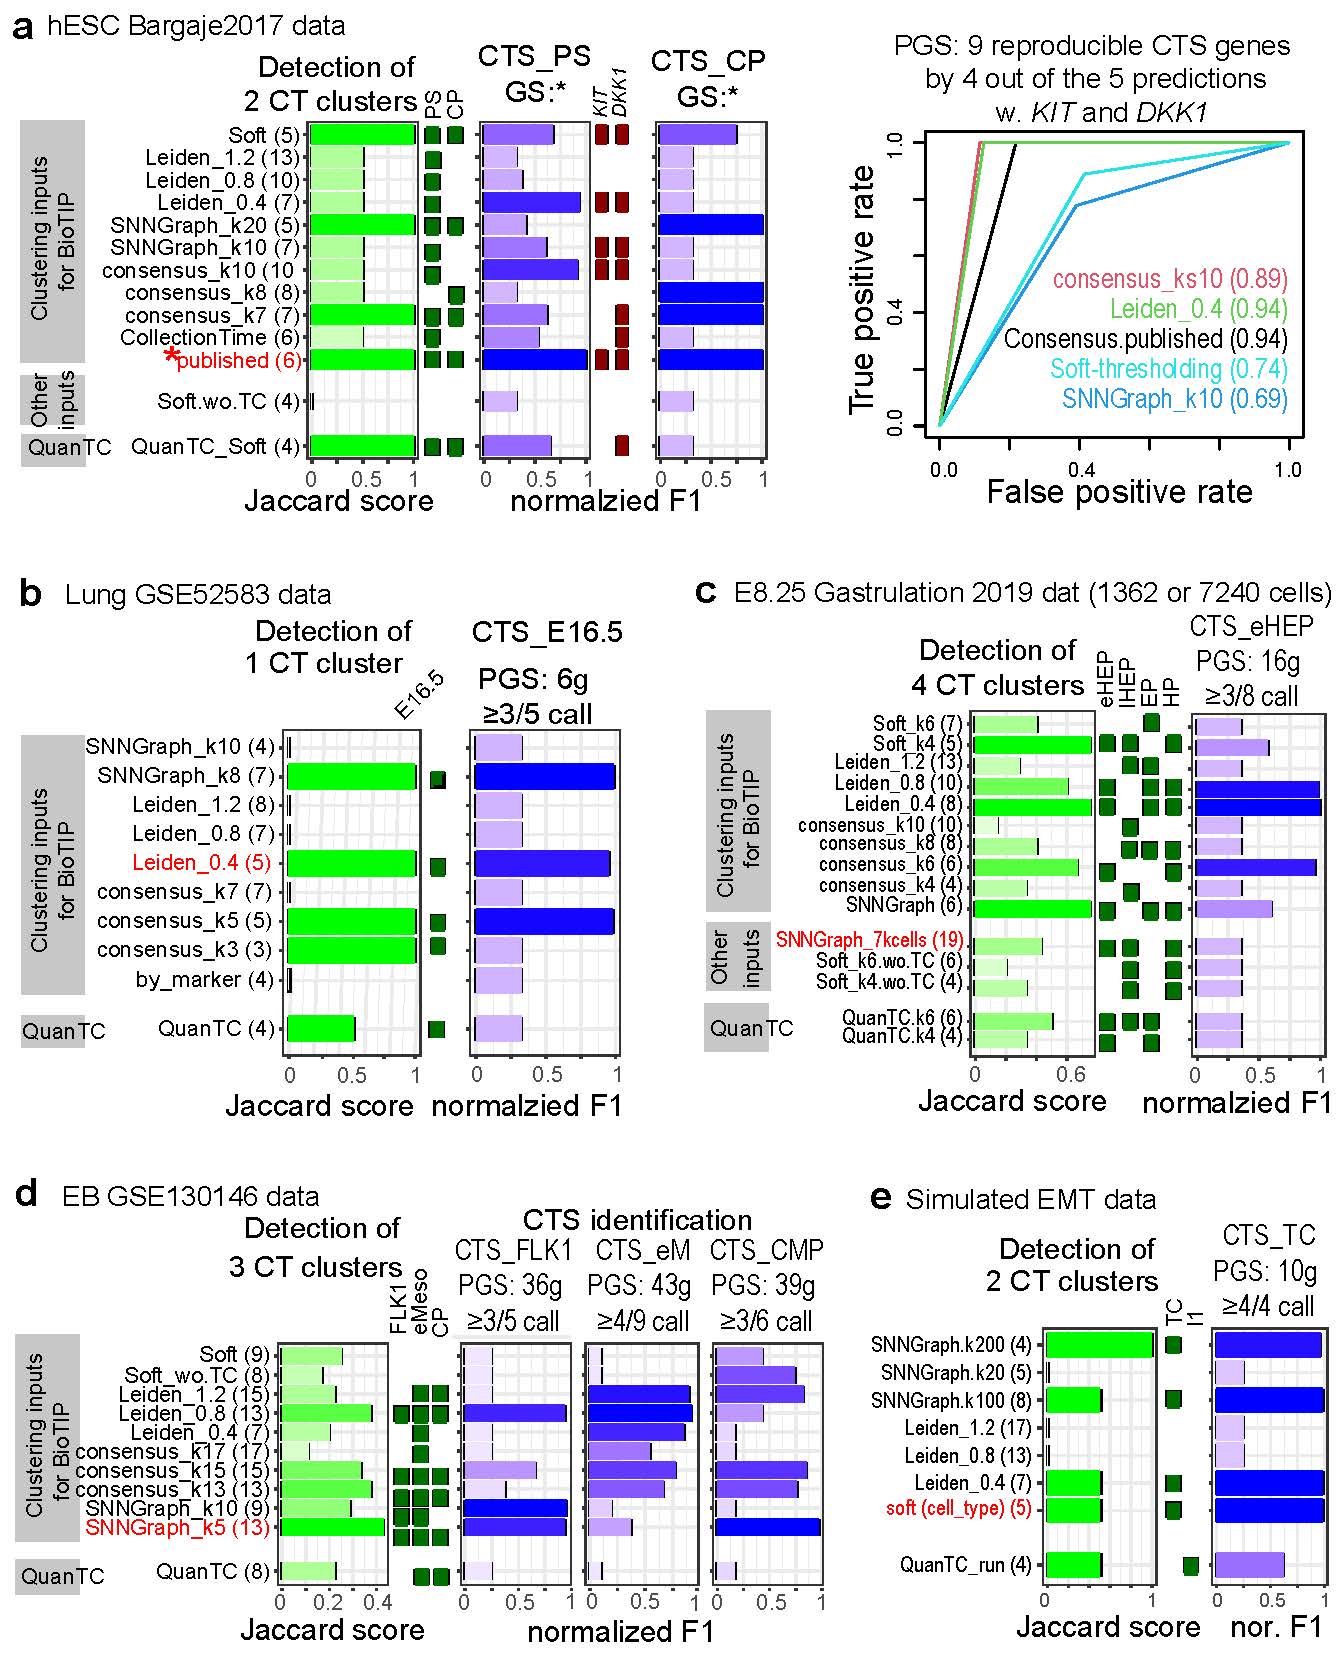 a hESC Bargaje2017 data
Detection of
2 CT clusters
PS
CP
CTS_PS
GS:*
KIT
DKK1
CTS_CP
GS:*
Clustering inputs
for BioTIP
Soft (5)
Leiden_1.2 (13)
Leiden_0.8 (10)
Leiden_0.4 (7)
SNNGraph_k20 (5)
SNNGraph_k10 (7)
consensus_k10 (10
consensus_k8 (8)
consensus_k7 (7)
CollectionTime (6)
*published (6)
Other
inputs
Soft.wo.TC (4)
QuanTC
QuanTC_Soft (4)
0 0.5 1
0 0.5 1
0 0.5 1
Jaccard score
normalzied F1
PGS: 9 reproducible CTS genes
by 4 out of the 5 predictions
w. KIT and DKK1
True positive rate
1.0
0.4
0.0
consensus_ks10 (0.89)
Leiden_0.4 (0.94)
Consensus.published (0.94)
Soft-thresholding (0.74)
SNNGraph_k10 (0.69)
0.0 0.4 1.0
False positive rate
b Lung GSE52583 data
Detection of
1 CT cluster
E16.5
CTS_E16.5
PGS: 6g
≥3/5 call
Clustering inputs
for BioTIP
SNNGraph_k10 (4)
SNNGraph_k8 (7)
Leiden_1.2 (8)
Leiden_0.8 (7)
Leiden_0.4 (5)
consensus_k7 (7)
consensus_k5 (5)
consensus_k3 (3)
by_marker (4)
QuanTC
QuanTC (4)
0 0.5 1
0 0.5 1
Jaccard score
normalzied F1
c E8.25 Gastrulation 2019 dat (1362 or 7240 cells)
Detection of
4 CT clusters
eHEP
lHEP
EP
HP
CTS_eHEP
PGS: 16g
≥3/8 call
Clustering inputs
for BioTIP
Soft_k6 (7)
Soft_k4 (5)
Leiden_1.2 (13)
Leiden_0.8 (10)
Leiden_0.4 (8)
consensus_k10 (10)
consensus_k8 (8)
consensus_k6 (6)
consensus_k4 (4)
SNNGraph (6)
Other
inputs
SNNGraph_7kcells (19)
Soft_k6.wo.TC (6)
Soft_k4.wo.TC (4)
QuanTC
QuanTC.k6 (6)
QuanTC.k4 (4)
0 0.6
0 0.5 1
Jaccard score
normalzied F1
d EB GSE130146 data
Detection of
3 CT clusters
FLK1
eMeso
CP
CTS identification
CTS_FLK1
PGS: 36g
≥3/5 call
CTS_eM
PGS: 43g
≥4/9 call
CTS_CMP
PGS: 39g
≥3/6 call
Clustering inputs
for BioTIP
Soft (9)
Soft_wo.TC (8)
Leiden_1.2 (15)
Leiden_0.8 (13)
Leiden_0.4 (7)
consensus_k17 (17)
consensus_k15 (15)
consensus_k13 (13)
SNNGraph_k10 (9)
SNNGraph_k5 (13)
QuanTC
QuanTC (8)
0 0.2 0.4
0 0.5 1
0 0.5 1
0 0.5 1
Jaccard score
normalized F1
e Simulated EMT data
Detection of
2 CT clusters
TC
I1
CTS_TC
PGS: 10g
≥4/4 call
SNNGraph.k200 (4)
SNNGraph.k20 (5)
SNNGraph.k100 (8)
Leiden_1.2 (17)
Leiden_0.8 (13)
Leiden_0.4 (7)
soft (cell_type) (5)
QuanTC_run (4)
0 1
0 0.5 1
Jaccard score
nor. F1